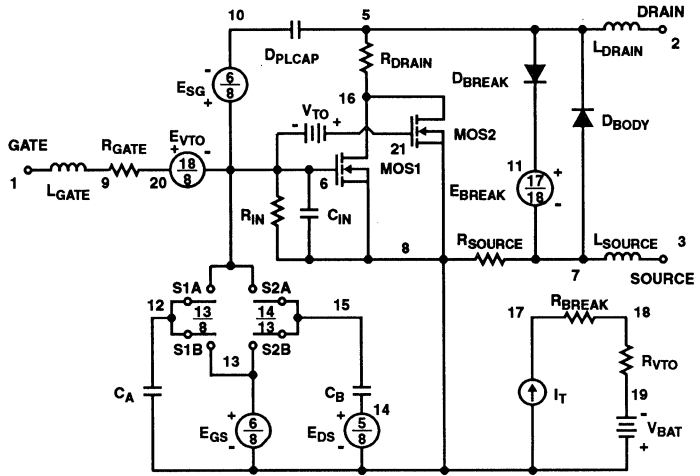 10
5
DRAIN
2
DPLCAP
LDRAIN
RDRAIN
DBREAK
- 6/8 +
ESG
16
VTO
- +
DBODY
MOS2
21
EVTO
+ -
RGATE
GATE
18/8
MOS1
11
1
LGATE
9
20
6
EBREAK
17/18
+
-
RIN
CIN
8
RSOURCE
LSOURCE
3
7
SOURCE
S1A
S2A
12
13/8
14/13
15
S1B
S2B
13
RBREAK
17
18
RVTO
CA
CB
14
IT
19
+
EGS
6/8
-
+
EDS
5/8
-
-
VBAT
+